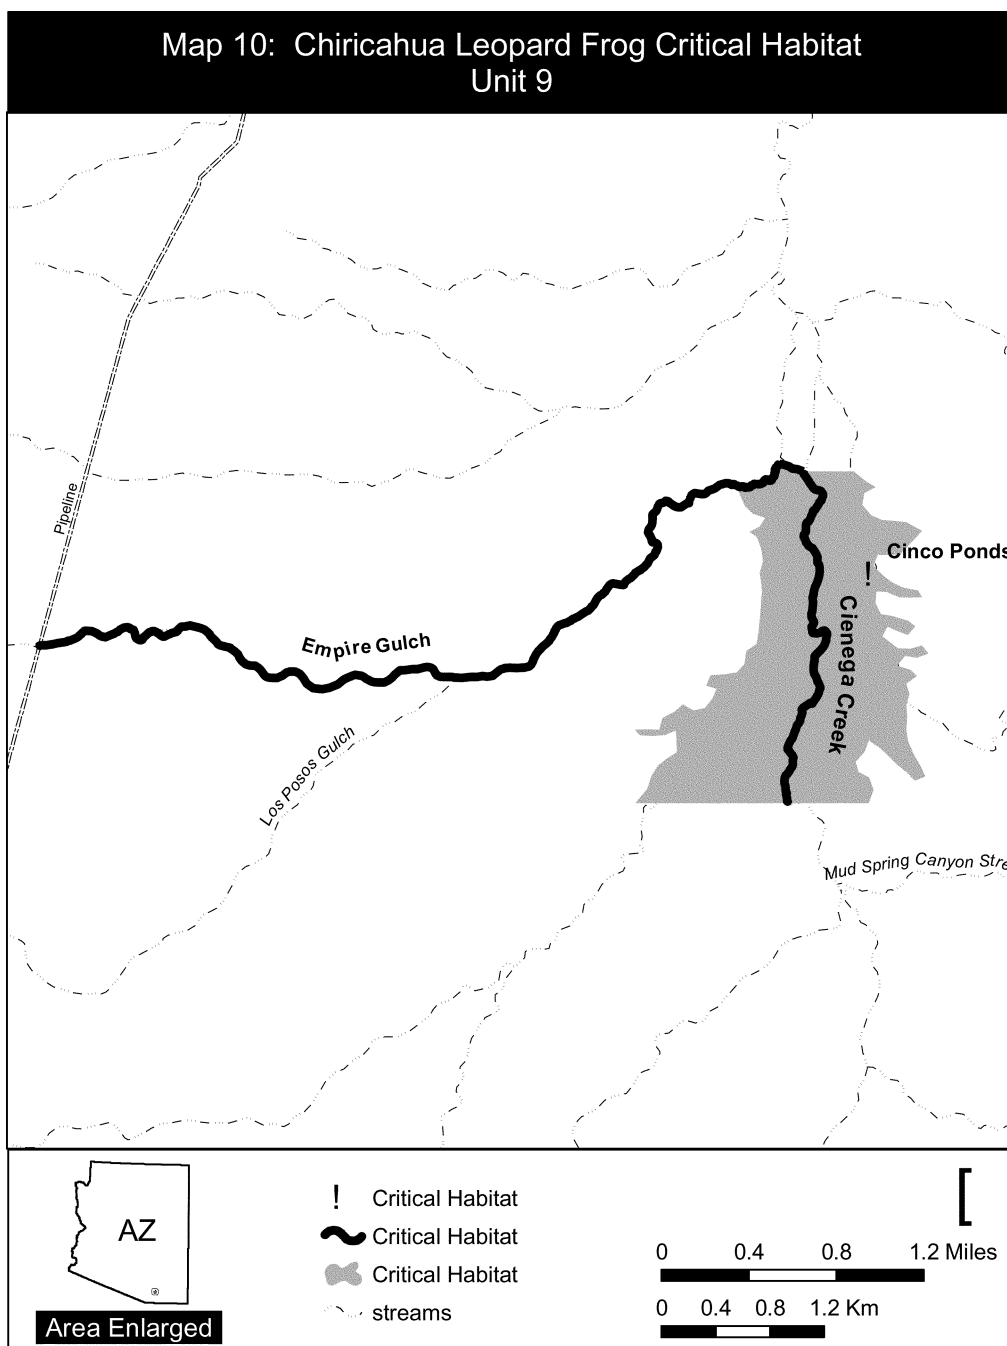 Map 10: Chiricahua Leopard Frog Critical Habitat
Unit 9
Pipeline
Cinco Ponds
!
Empire Gulch
Cienega Creek
Los Posos Gulch
Mud Spring Canyon Stre
AZ
Area Enlarged
! Critical Habitat
Critical Habitat
Critical Habitat
streams
[
0 0.4 0.8 1.2 Miles
0 0.4 0.8 1.2 Km